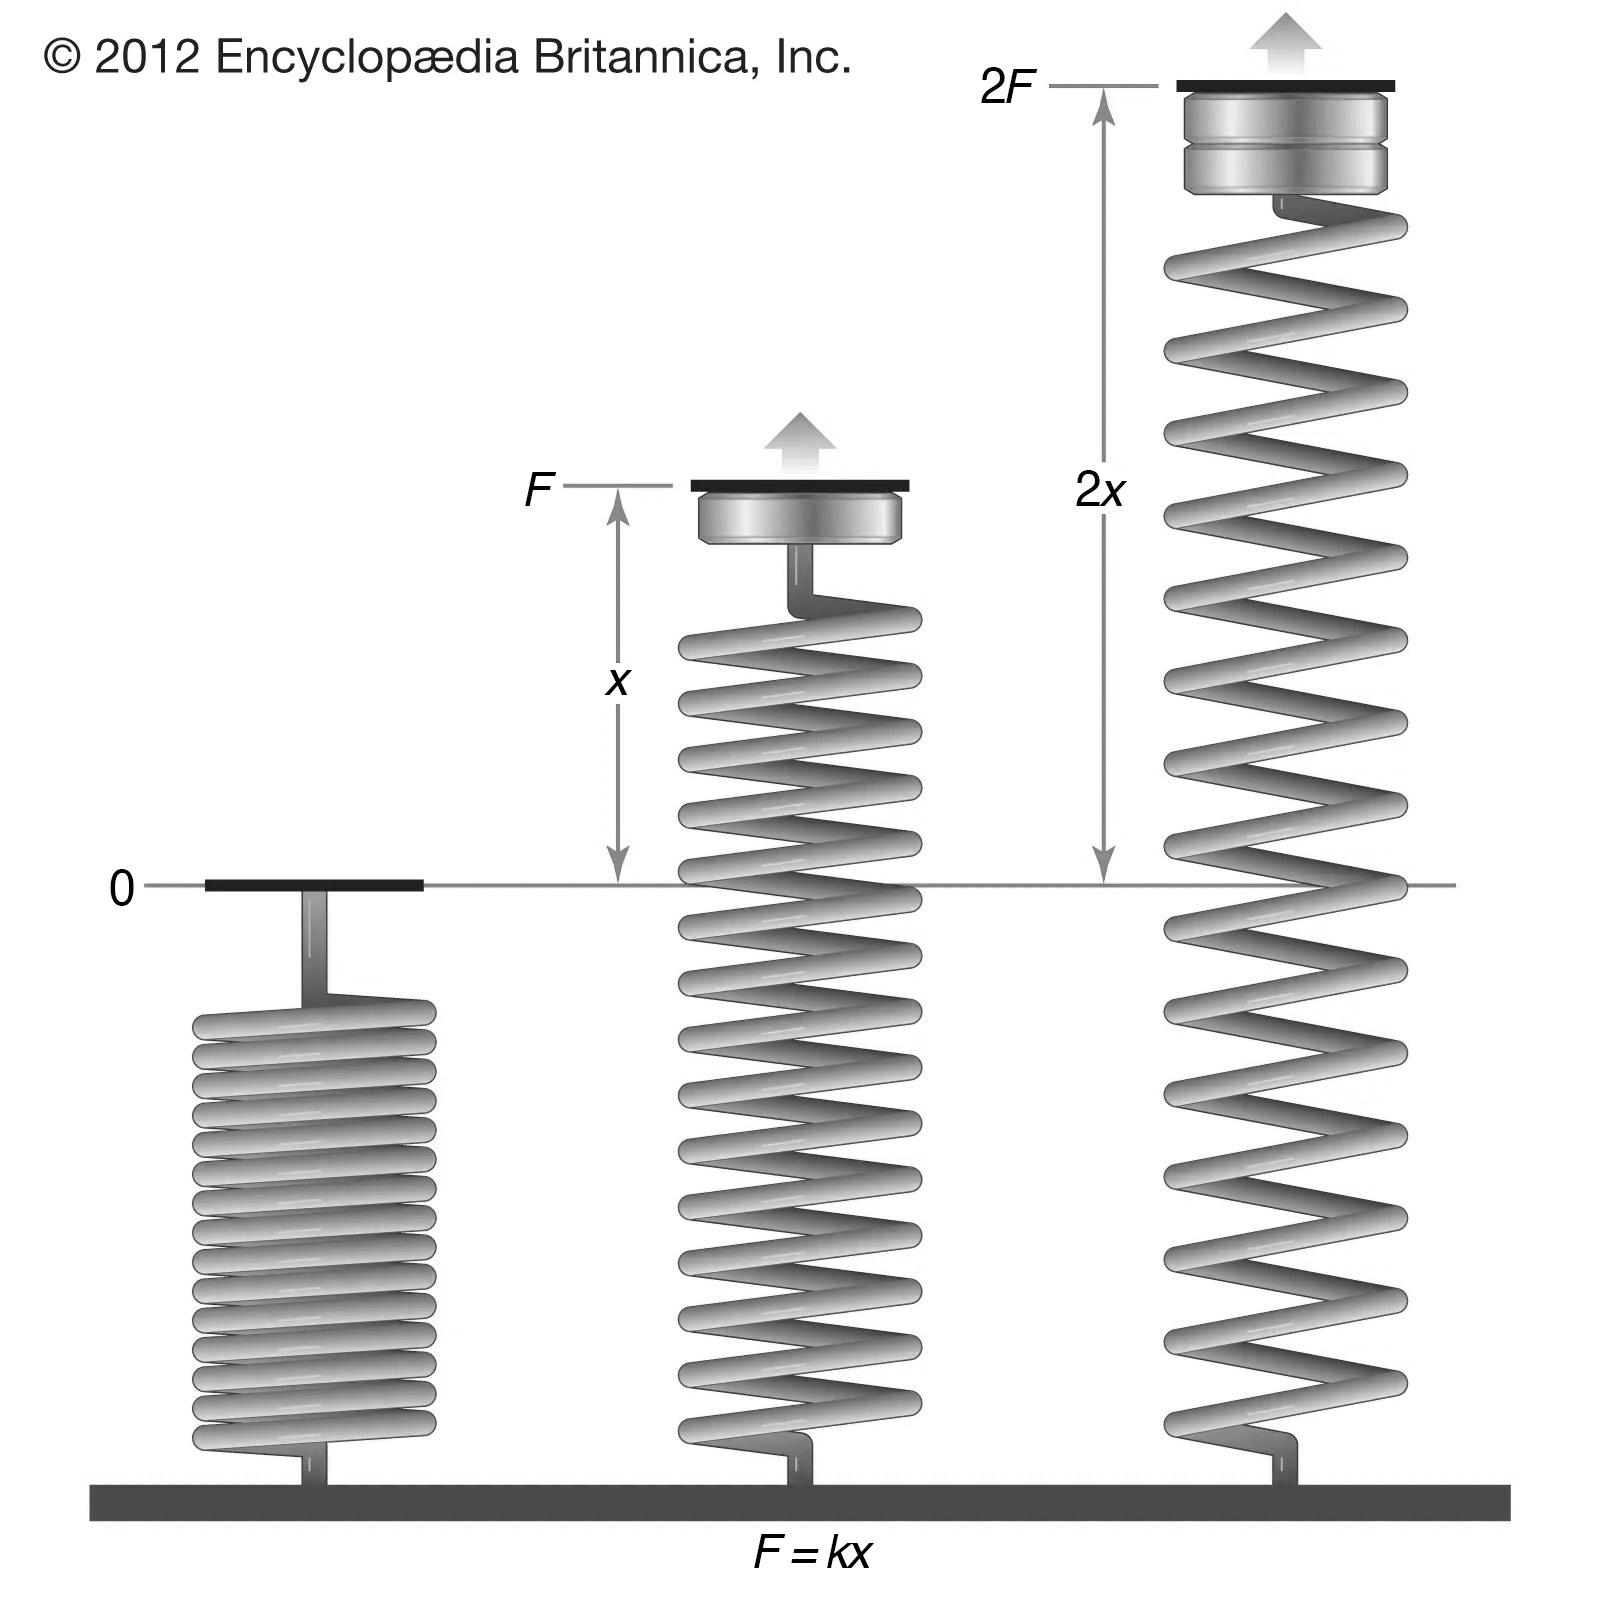 © 2012 Encyclopædia Britannica, Inc.
2F
F
2x
x
0
F = kx